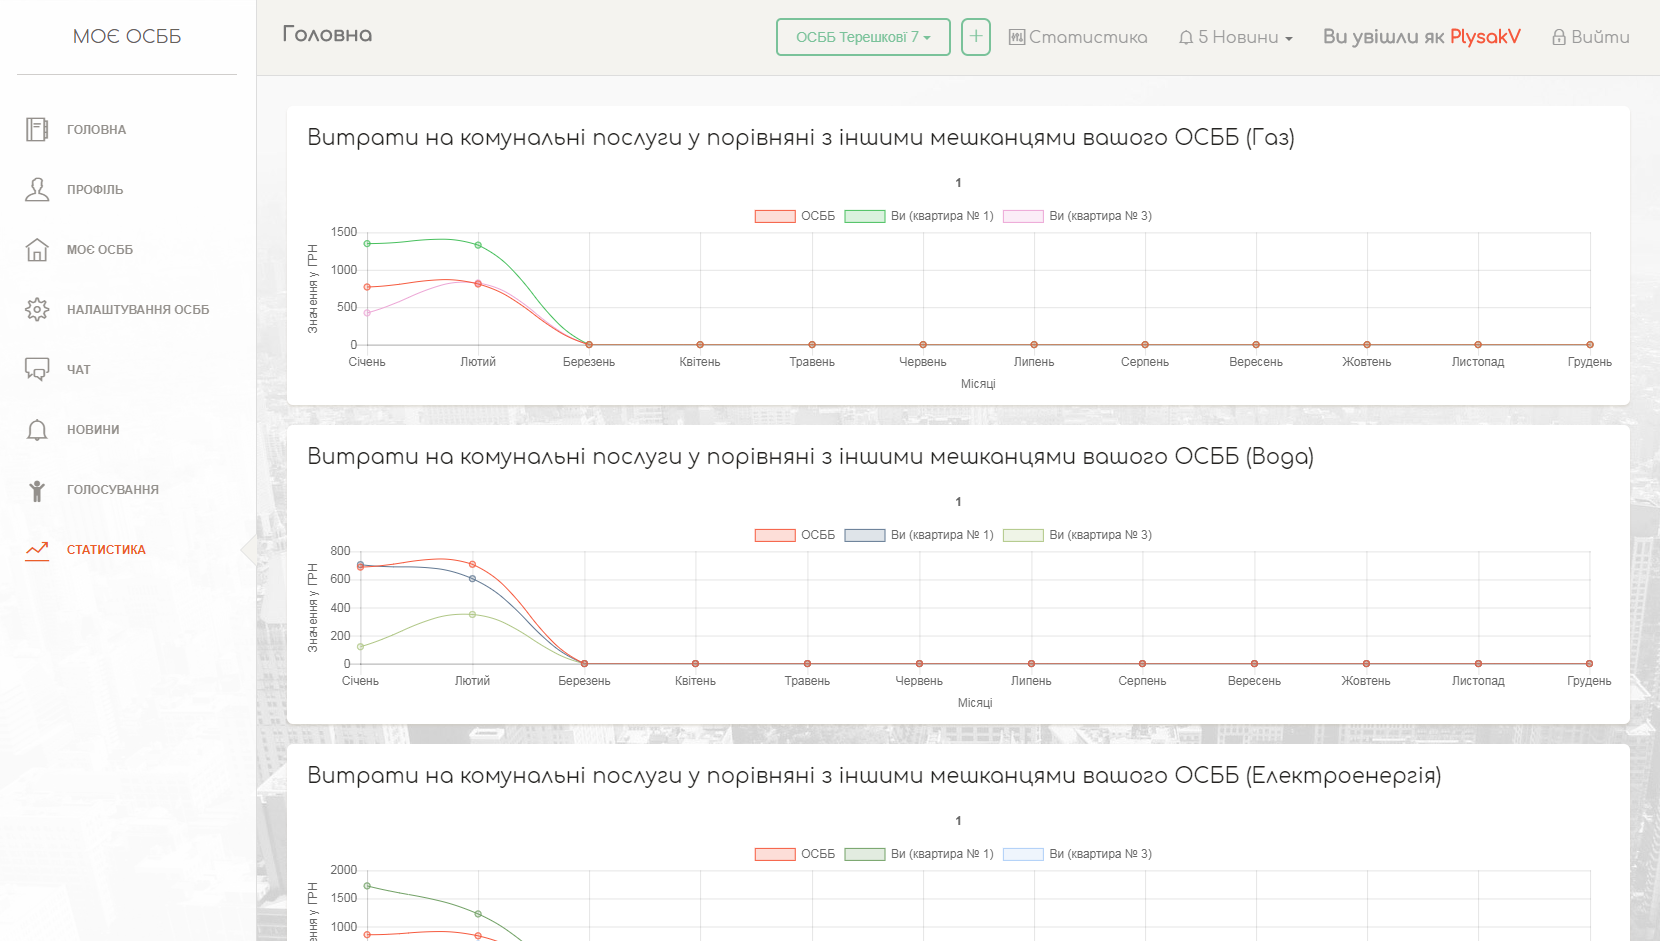 МОЄ ОСББ
ГОЛОВНА
ПРОФІЛЬ
МОЄ ОСББ
НАЛАШТУВАННЯ ОСББ
ЧАТ
НОВИНИ
ГОЛОСУВАННЯ
СТАТИСТИКА
Головна
ОСББ Терешкової 7
+
Статистика
5 Новини
Ви увішли як PlysakV
Вийти
Витрати на комунальні послуги у порівняні з іншими мешканцями вашого ОСББ (Газ)
1
ОСББ Ви (квартира № 1) Ви (квартира № 3)
Значення у ГРН
1500
1000
500
0
Січень Лютий Березень Квітень Травень Червень Липень Серпень Вересень Жовтень Листопад Грудень
Місяці
Витрати на комунальні послуги у порівняні з іншими мешканцями вашого ОСББ (Вода)
1
ОСББ Ви (квартира № 1) Ви (квартира № 3)
Значення у ГРН
800
600
400
200
0
Січень Лютий Березень Квітень Травень Червень Липень Серпень Вересень Жовтень Листопад Грудень
Місяці
Витрати на комунальні послуги у порівняні з іншими мешканцями вашого ОСББ (Електроенергія)
1
ОСББ Ви (квартира № 1) Ви (квартира № 3)
ення у ГРН
2000
1500
1000